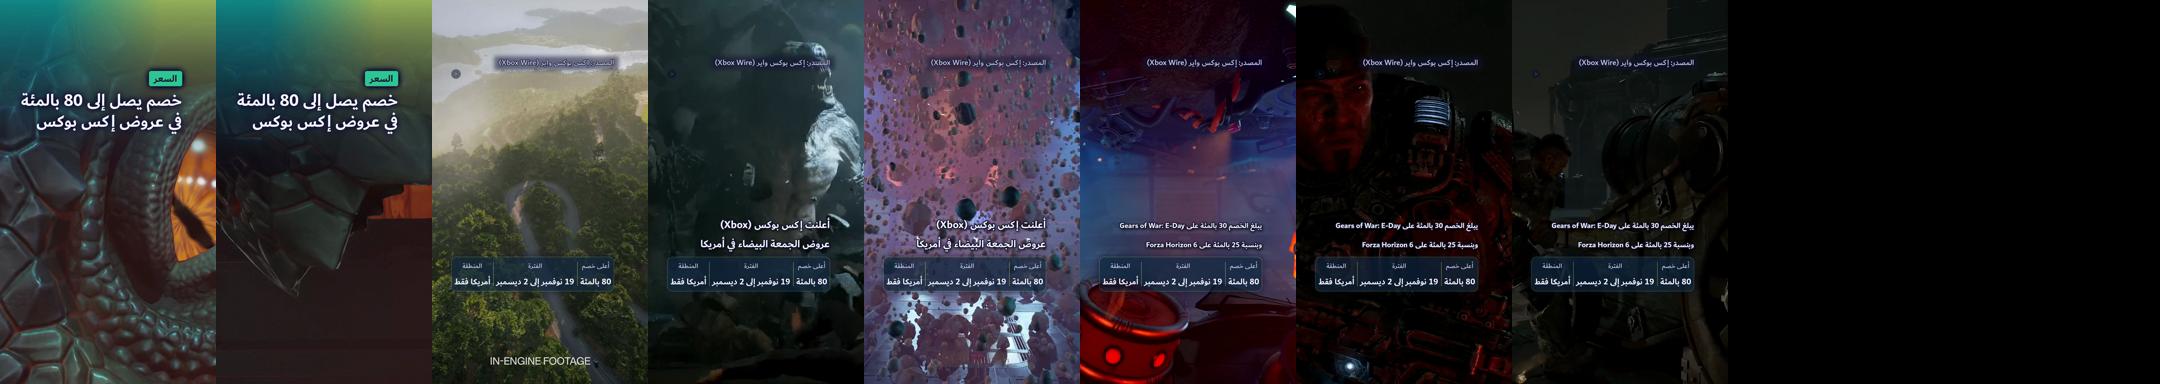 السعر
خصم يصل إلى 80 بالمئة
في عروض إكس بوكس
السعر
خصم يصل إلى 80 بالمئة
في عروض إكس بوكس
المصدر: إكس بوكس واير (Xbox Wire)
أعلى خصم الفترة المنطقة
80 بالمئة 19 نوفمبر إلى 2 ديسمبر أمريكا فقط
IN-ENGINE FOOTAGE
المصدر: إكس بوكس واير (Xbox Wire)
أعلنت إكس بوكس (Xbox)
عروض الجمعة البيضاء في أمريكا
أعلى خصم الفترة المنطقة
80 بالمئة 19 نوفمبر إلى 2 ديسمبر أمريكا فقط
المصدر: إكس بوكس واير (Xbox Wire)
أعلنت إكس بوكس (Xbox)
عروض الجمعة البيضاء في أمريكا
أعلى خصم الفترة المنطقة
80 بالمئة 19 نوفمبر إلى 2 ديسمبر أمريكا فقط
المصدر: إكس بوكس واير (Xbox Wire)
يبلغ الخصم 30 بالمئة على Gears of War: E-Day
وبنسبة 25 بالمئة على Forza Horizon 6
أعلى خصم الفترة المنطقة
80 بالمئة 19 نوفمبر إلى 2 ديسمبر أمريكا فقط
المصدر: إكس بوكس واير (Xbox Wire)
يبلغ الخصم 30 بالمئة على Gears of War: E-Day
وبنسبة 25 بالمئة على Forza Horizon 6
أعلى خصم الفترة المنطقة
80 بالمئة 19 نوفمبر إلى 2 ديسمبر أمريكا فقط
المصدر: إكس بوكس واير (Xbox Wire)
يبلغ الخصم 30 بالمئة على Gears of War: E-Day
وبنسبة 25 بالمئة على Forza Horizon 6
أعلى خصم الفترة المنطقة
80 بالمئة 19 نوفمبر إلى 2 ديسمبر أمريكا فقط